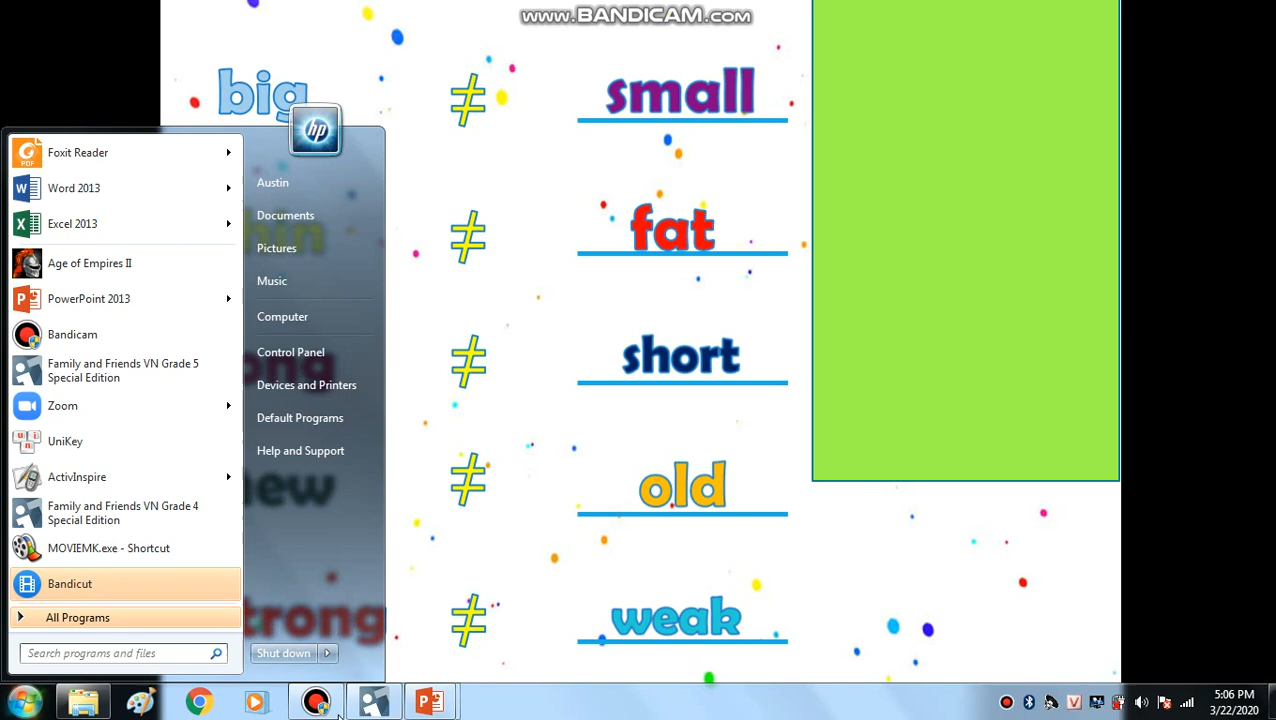 www.BANDICAM.com
big ≠ small
hp
Foxit Reader
Word 2013
Excel 2013
Age of Empires II
PowerPoint 2013
Bandicam
Family and Friends VN Grade 5
Special Edition
Zoom
UniKey
ActivInspire
Family and Friends VN Grade 4
Special Edition
MOVIEMK.exe - Shortcut
Bandicut
All Programs
Search programs and files
Austin
Documents
Pictures
Music
Computer
Control Panel
Devices and Printers
Default Programs
Help and Support
Shut down
≠ fat
≠ short
≠ old
strong ≠ weak
5:06 PM
3/22/2020